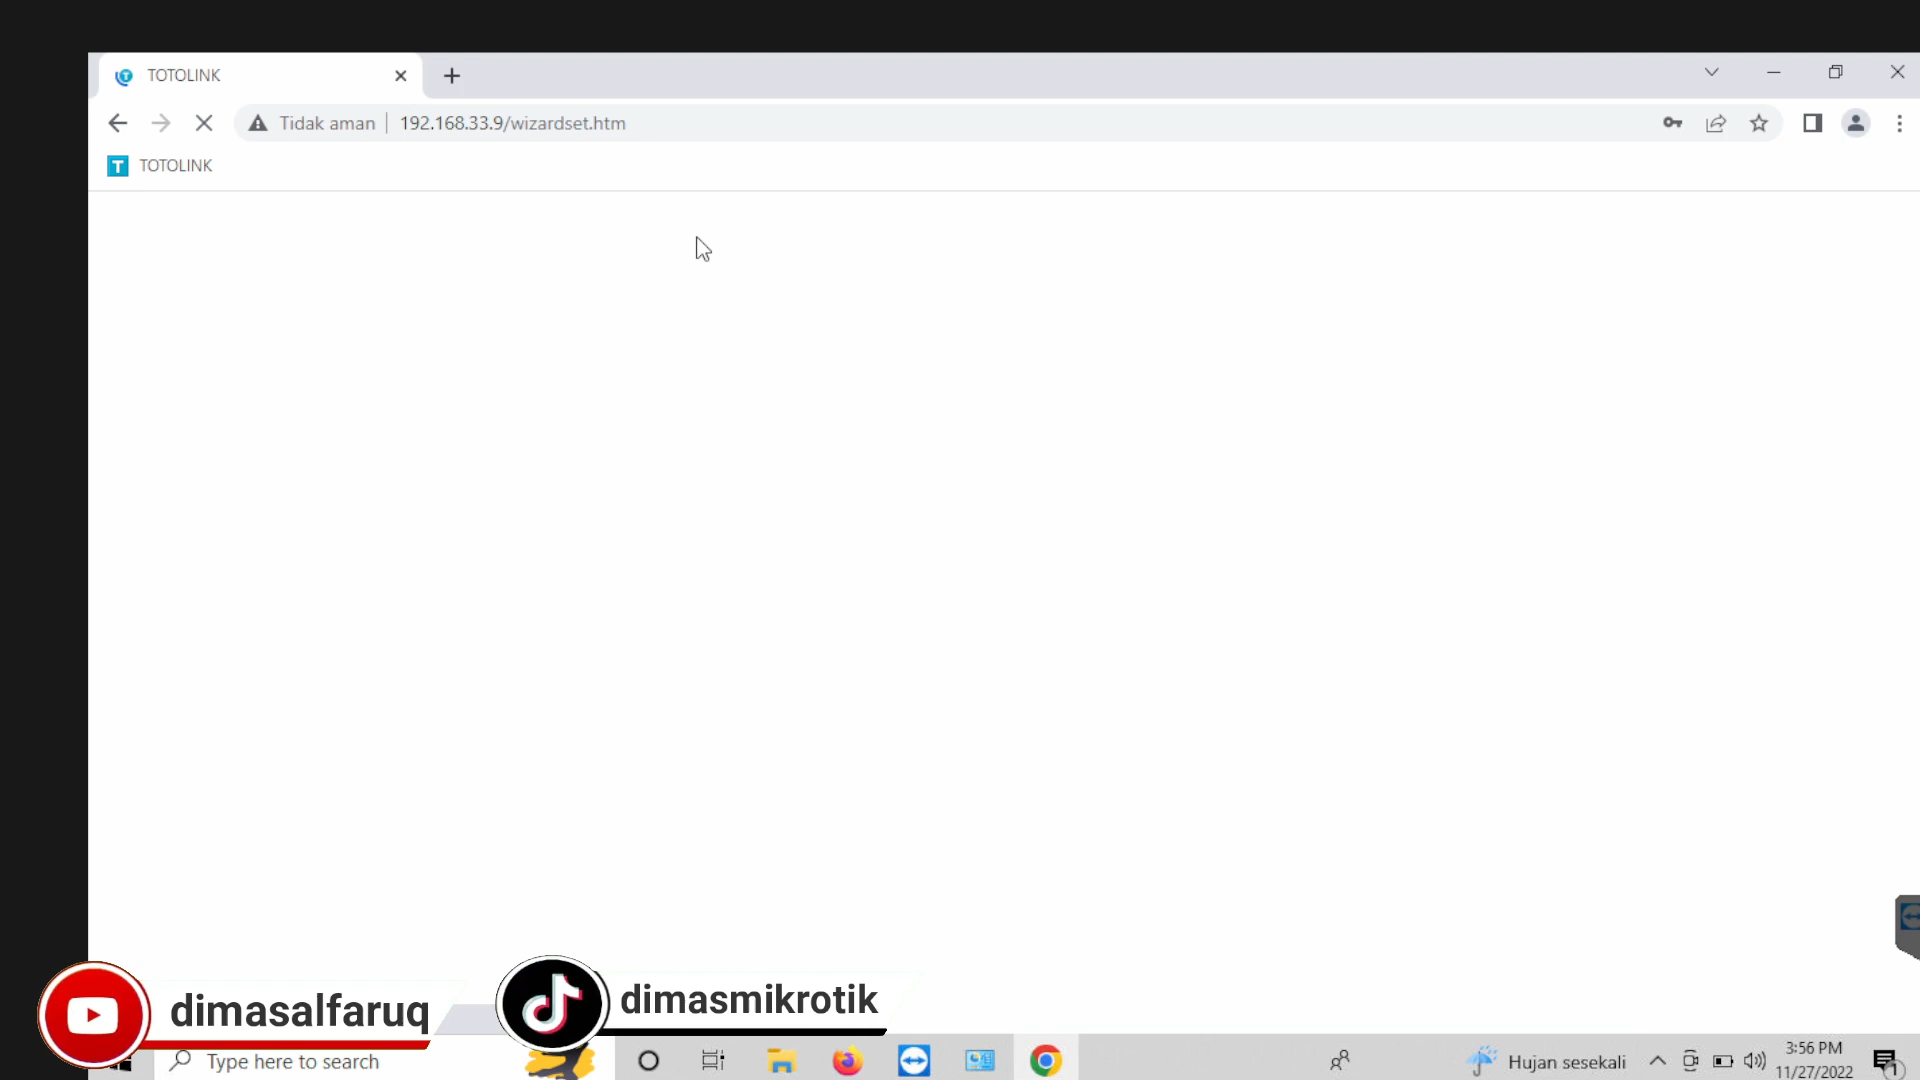 TOTOLINK
Tidak aman
192.168.33.9/wizardset.htm
TOTOLINK
dimasalfaruq
dimasmikrotik
Type here to search
Hujan sesekali
3:56 PM
11/27/2022
1